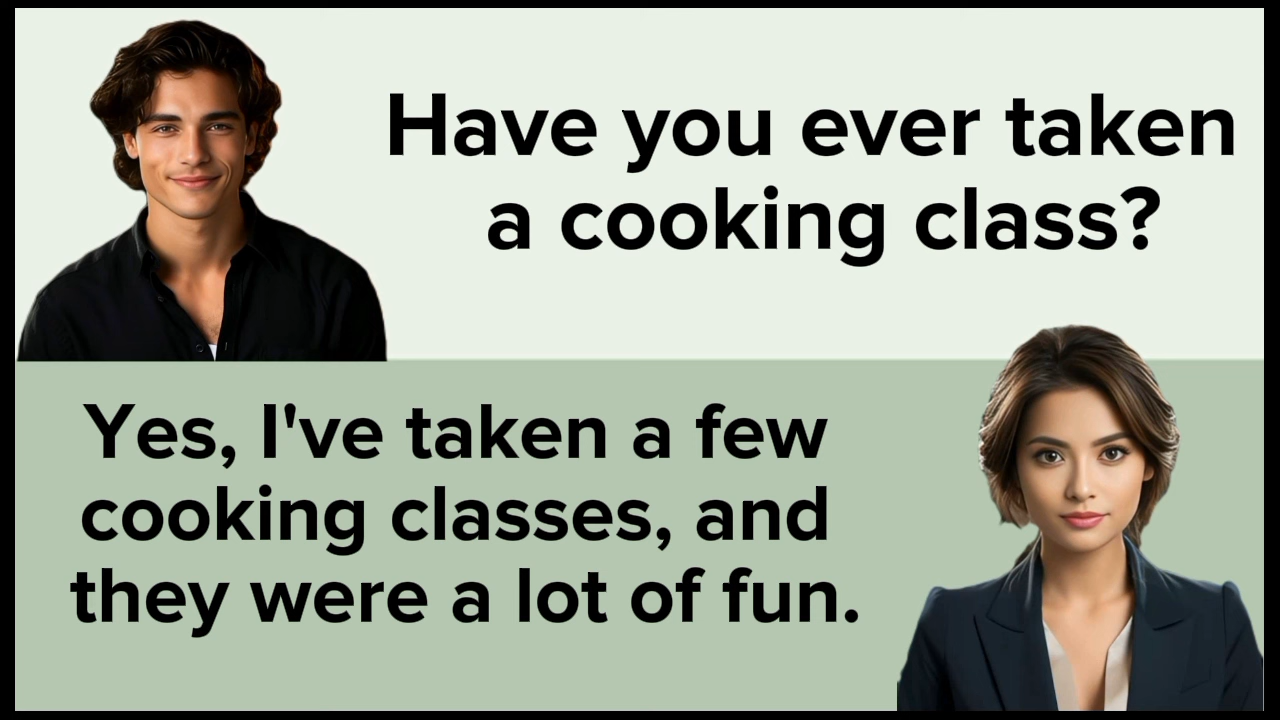 Have you ever taken
a cooking class?
Yes, I've taken a few
cooking classes, and
they were a lot of fun.